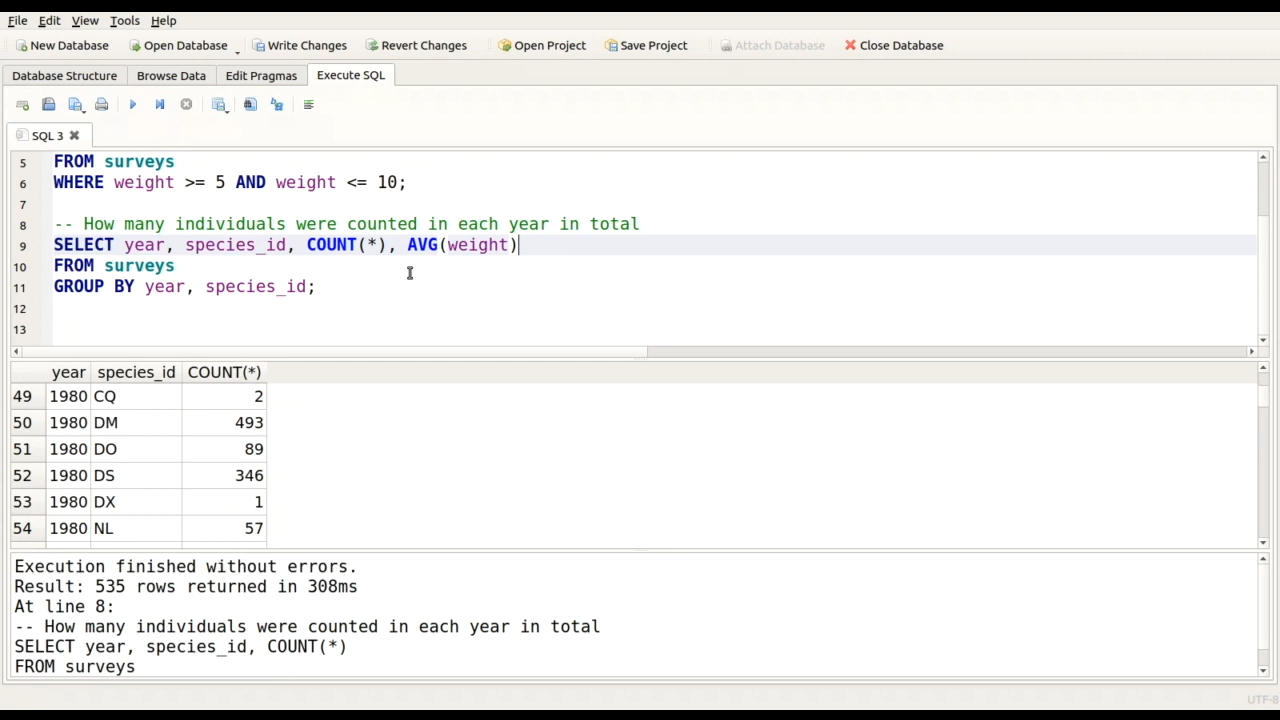 File Edit View Tools Help
New Database Open Database Write Changes Revert Changes Open Project Save Project Attach Database Close Database
Database Structure Browse Data Edit Pragmas Execute SQL
SQL 3
5 FROM surveys
6 WHERE weight >= 5 AND weight <= 10;
7
8 -- How many individuals were counted in each year in total
9 SELECT year, species_id, COUNT(*), AVG(weight)
10 FROM surveys
11 GROUP BY year, species_id;
12
13
year species_id COUNT(*)
49 1980 CQ 2
50 1980 DM 493
51 1980 DO 89
52 1980 DS 346
53 1980 DX 1
54 1980 NL 57
Execution finished without errors.
Result: 535 rows returned in 308ms
At line 8:
-- How many individuals were counted in each year in total
SELECT year, species_id, COUNT(*)
FROM surveys
UTF-8